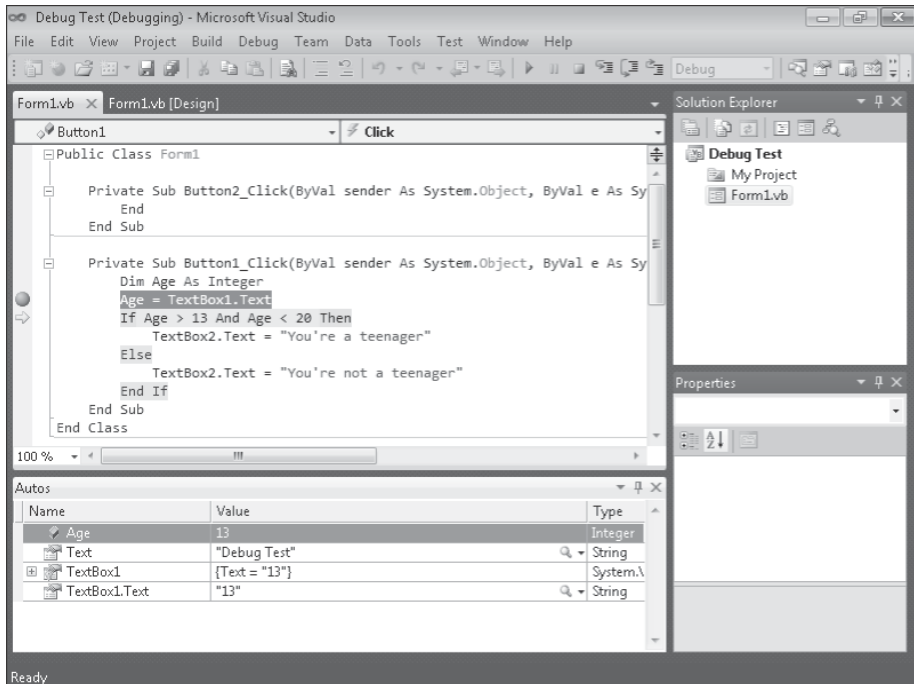 Debug Test (Debugging) - Microsoft Visual Studio
File Edit View Project Build Debug Team Data Tools Test Window Help
Debug
Form1.vb Form1.vb [Design]
Button1 Click
Public Class Form1
Private Sub Button2_Click(ByVal sender As System.Object, ByVal e As Sy
End
End Sub
Private Sub Button1_Click(ByVal sender As System.Object, ByVal e As Sy
Dim Age As Integer
Age = TextBox1.Text
If Age > 13 And Age < 20 Then
TextBox2.Text = "You're a teenager"
Else
TextBox2.Text = "You're not a teenager"
End If
End Sub
End Class
100 %
Solution Explorer
Debug Test
My Project
Form1.vb
Properties
Autos
Name Value Type
Age 13 Integer
Text "Debug Test" String
TextBox1 {Text = "13"} System.\
TextBox1.Text "13" String
Ready